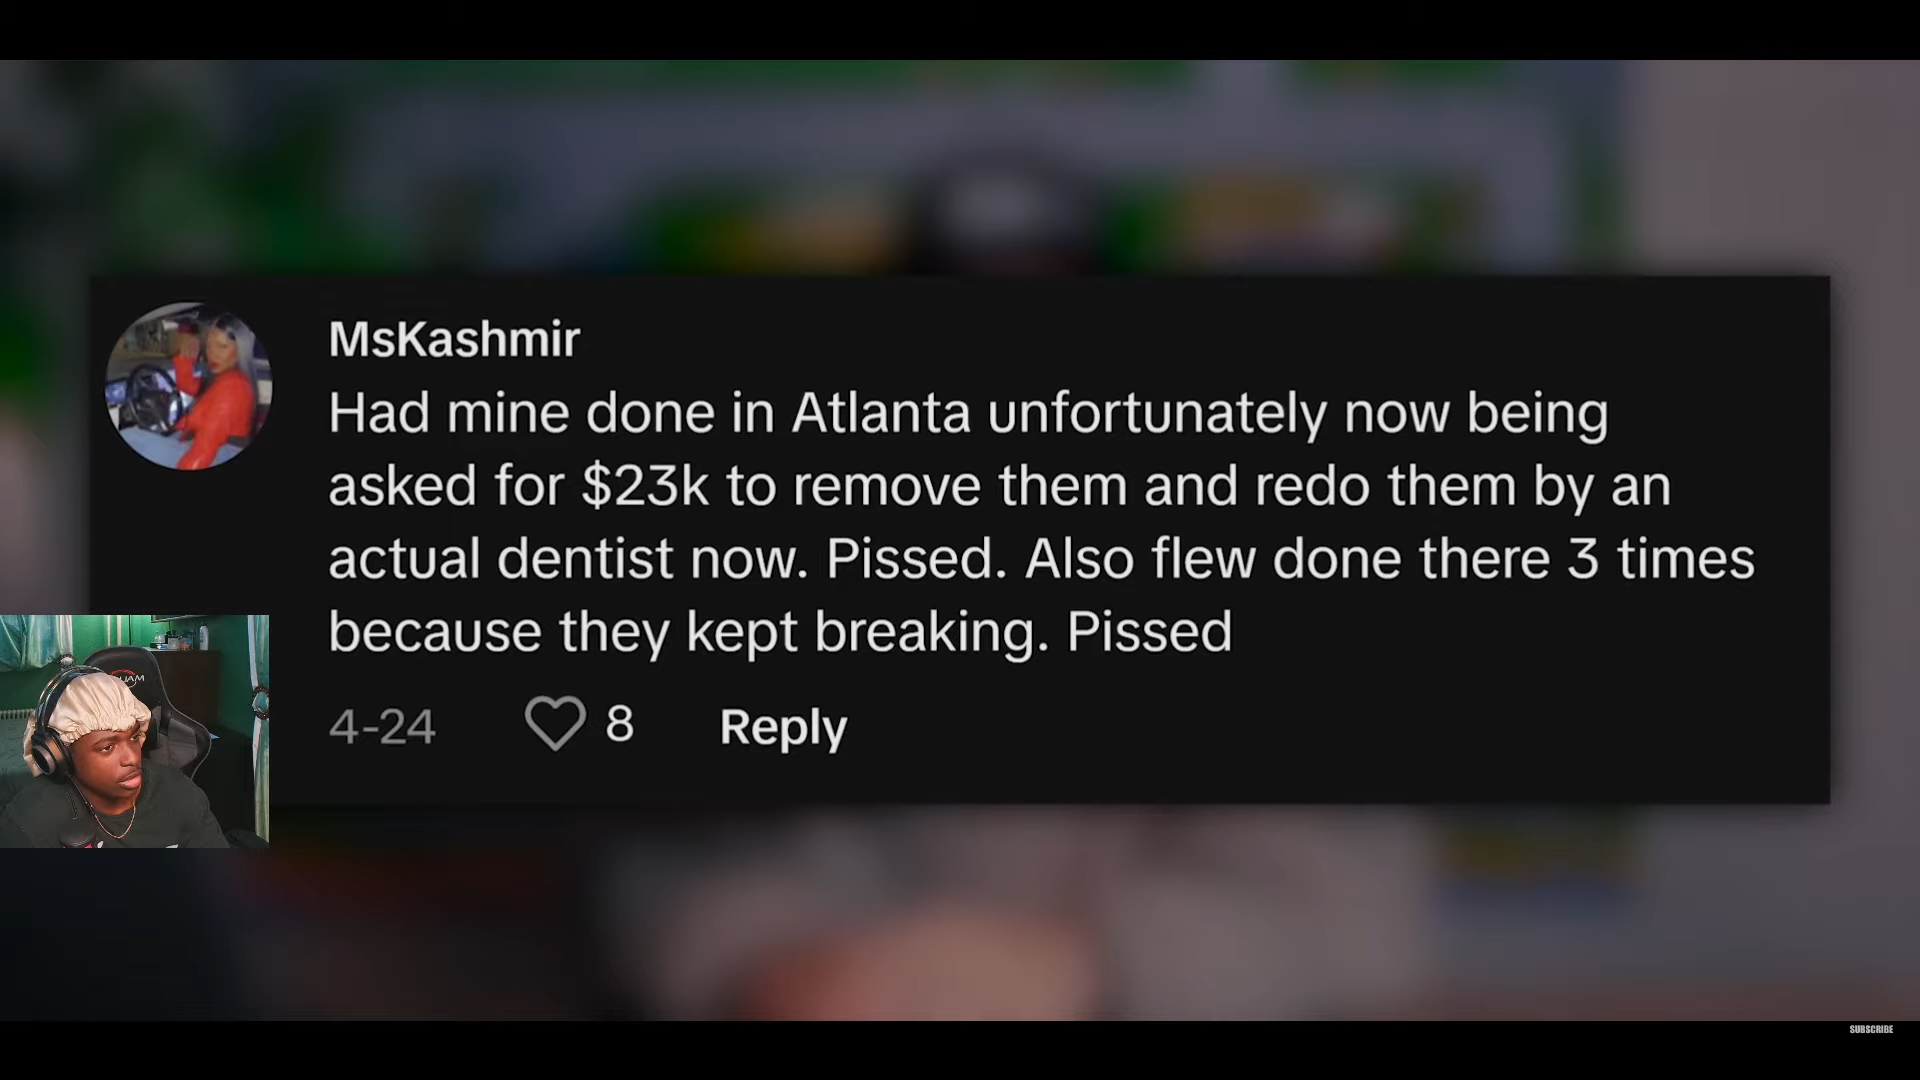 MsKashmir
Had mine done in Atlanta unfortunately now being
asked for $23k to remove them and redo them by an
actual dentist now. Pissed. Also flew done there 3 times
because they kept breaking. Pissed
4-24 8 Reply
SUBSCRIBE